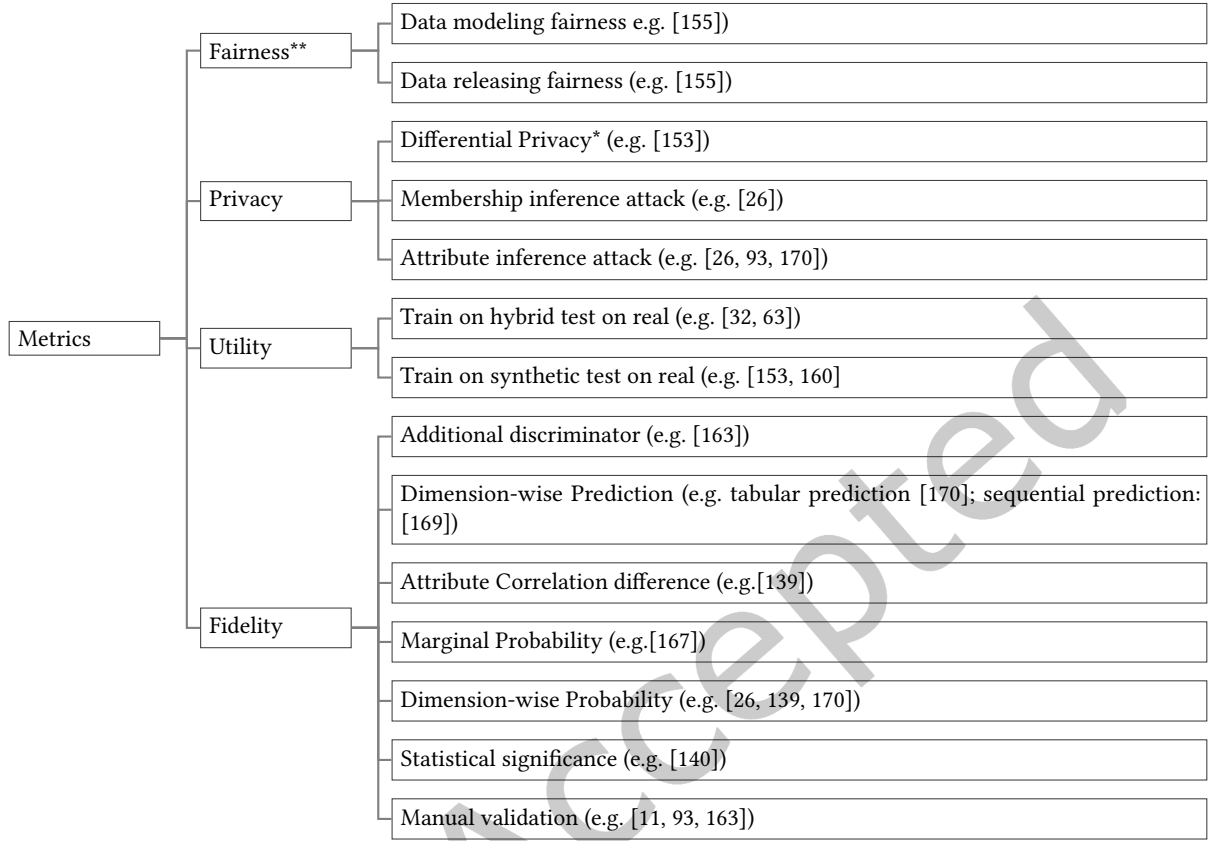 Metrics
Fairness**
Data modeling fairness e.g. [155])
Data releasing fairness (e.g. [155])
Privacy
Differential Privacy* (e.g. [153])
Membership inference attack (e.g. [26])
Attribute inference attack (e.g. [26, 93, 170])
Utility
Train on hybrid test on real (e.g. [32, 63])
Train on synthetic test on real (e.g. [153, 160]
Fidelity
Additional discriminator (e.g. [163])
Dimension-wise Prediction (e.g. tabular prediction [170]; sequential prediction:
[169])
Attribute Correlation difference (e.g.[139])
Marginal Probability (e.g.[167])
Dimension-wise Probability (e.g. [26, 139, 170])
Statistical significance (e.g. [140])
Manual validation (e.g. [11, 93, 163])
Accepted